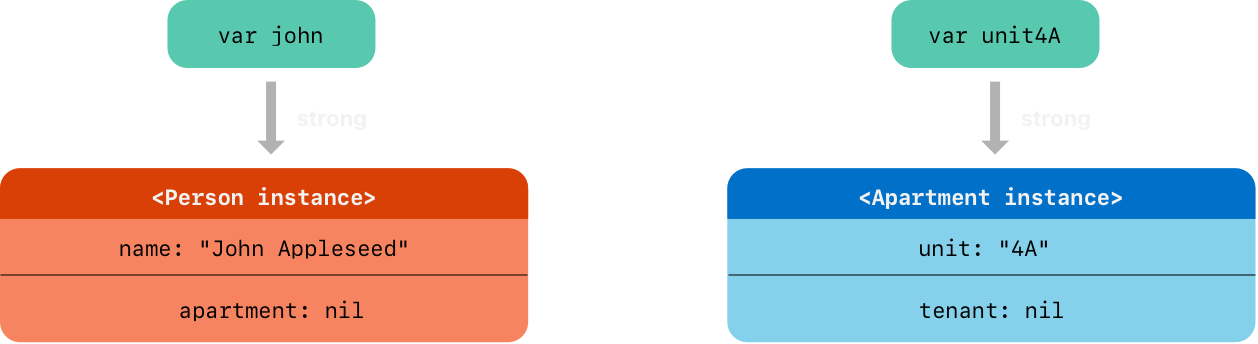 var john
var unit4A
strong
strong
<Person instance>
<Apartment instance>
name: "John Appleseed"
unit: "4A"
apartment: nil
tenant: nil